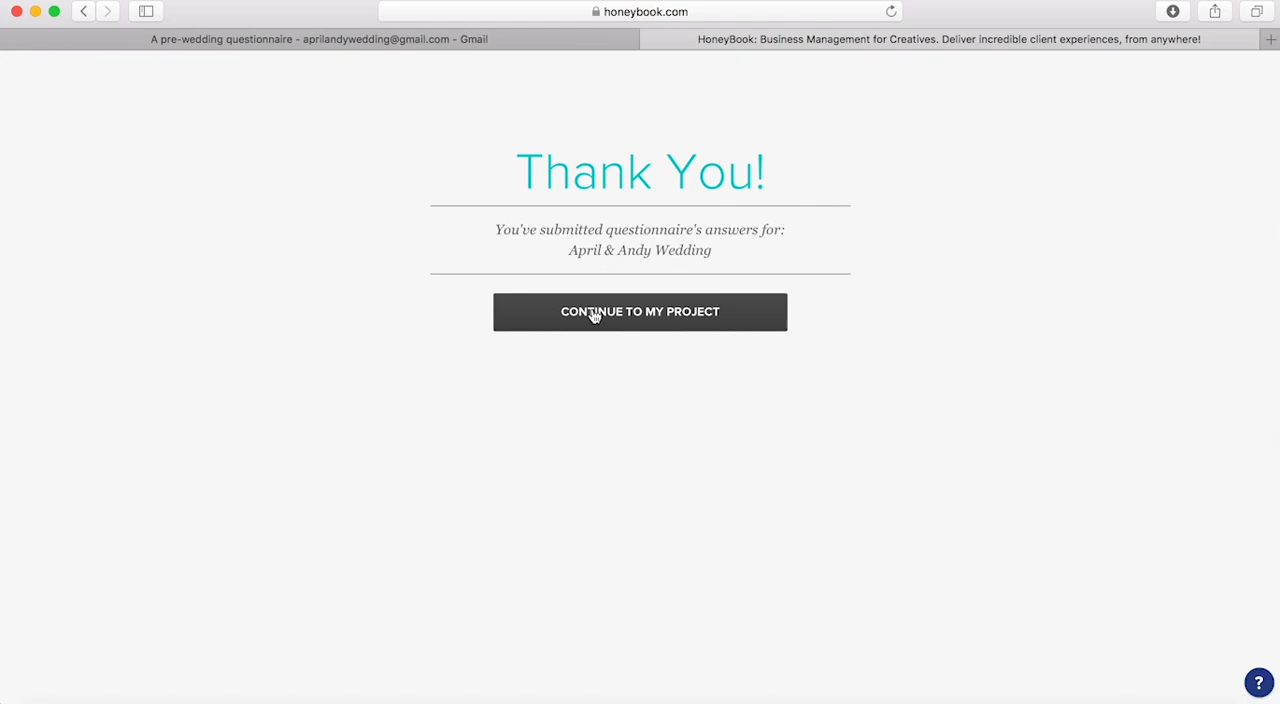 honeybook.com
A pre-wedding questionnaire - aprilandywedding@gmail.com - Gmail
HoneyBook: Business Management for Creatives. Deliver incredible client experiences, from anywhere!
Thank You!
You've submitted questionnaire's answers for:
April & Andy Wedding
CONTINUE TO MY PROJECT
?